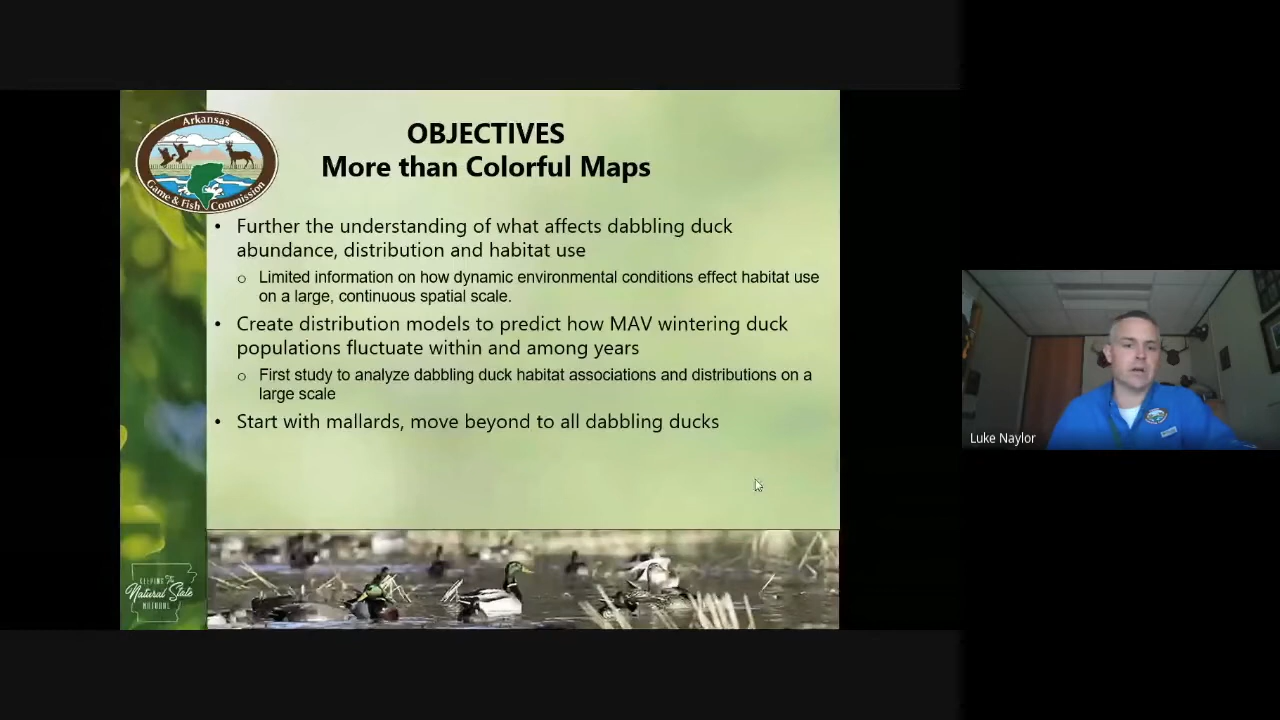 Arkansas
Game & Fish Commission
OBJECTIVES
More than Colorful Maps
• Further the understanding of what affects dabbling duck
abundance, distribution and habitat use
o Limited information on how dynamic environmental conditions effect habitat use
on a large, continuous spatial scale.
• Create distribution models to predict how MAV wintering duck
populations fluctuate within and among years
o First study to analyze dabbling duck habitat associations and distributions on a
large scale
• Start with mallards, move beyond to all dabbling ducks
KEEPING The
Natural State
NATURAL
Luke Naylor